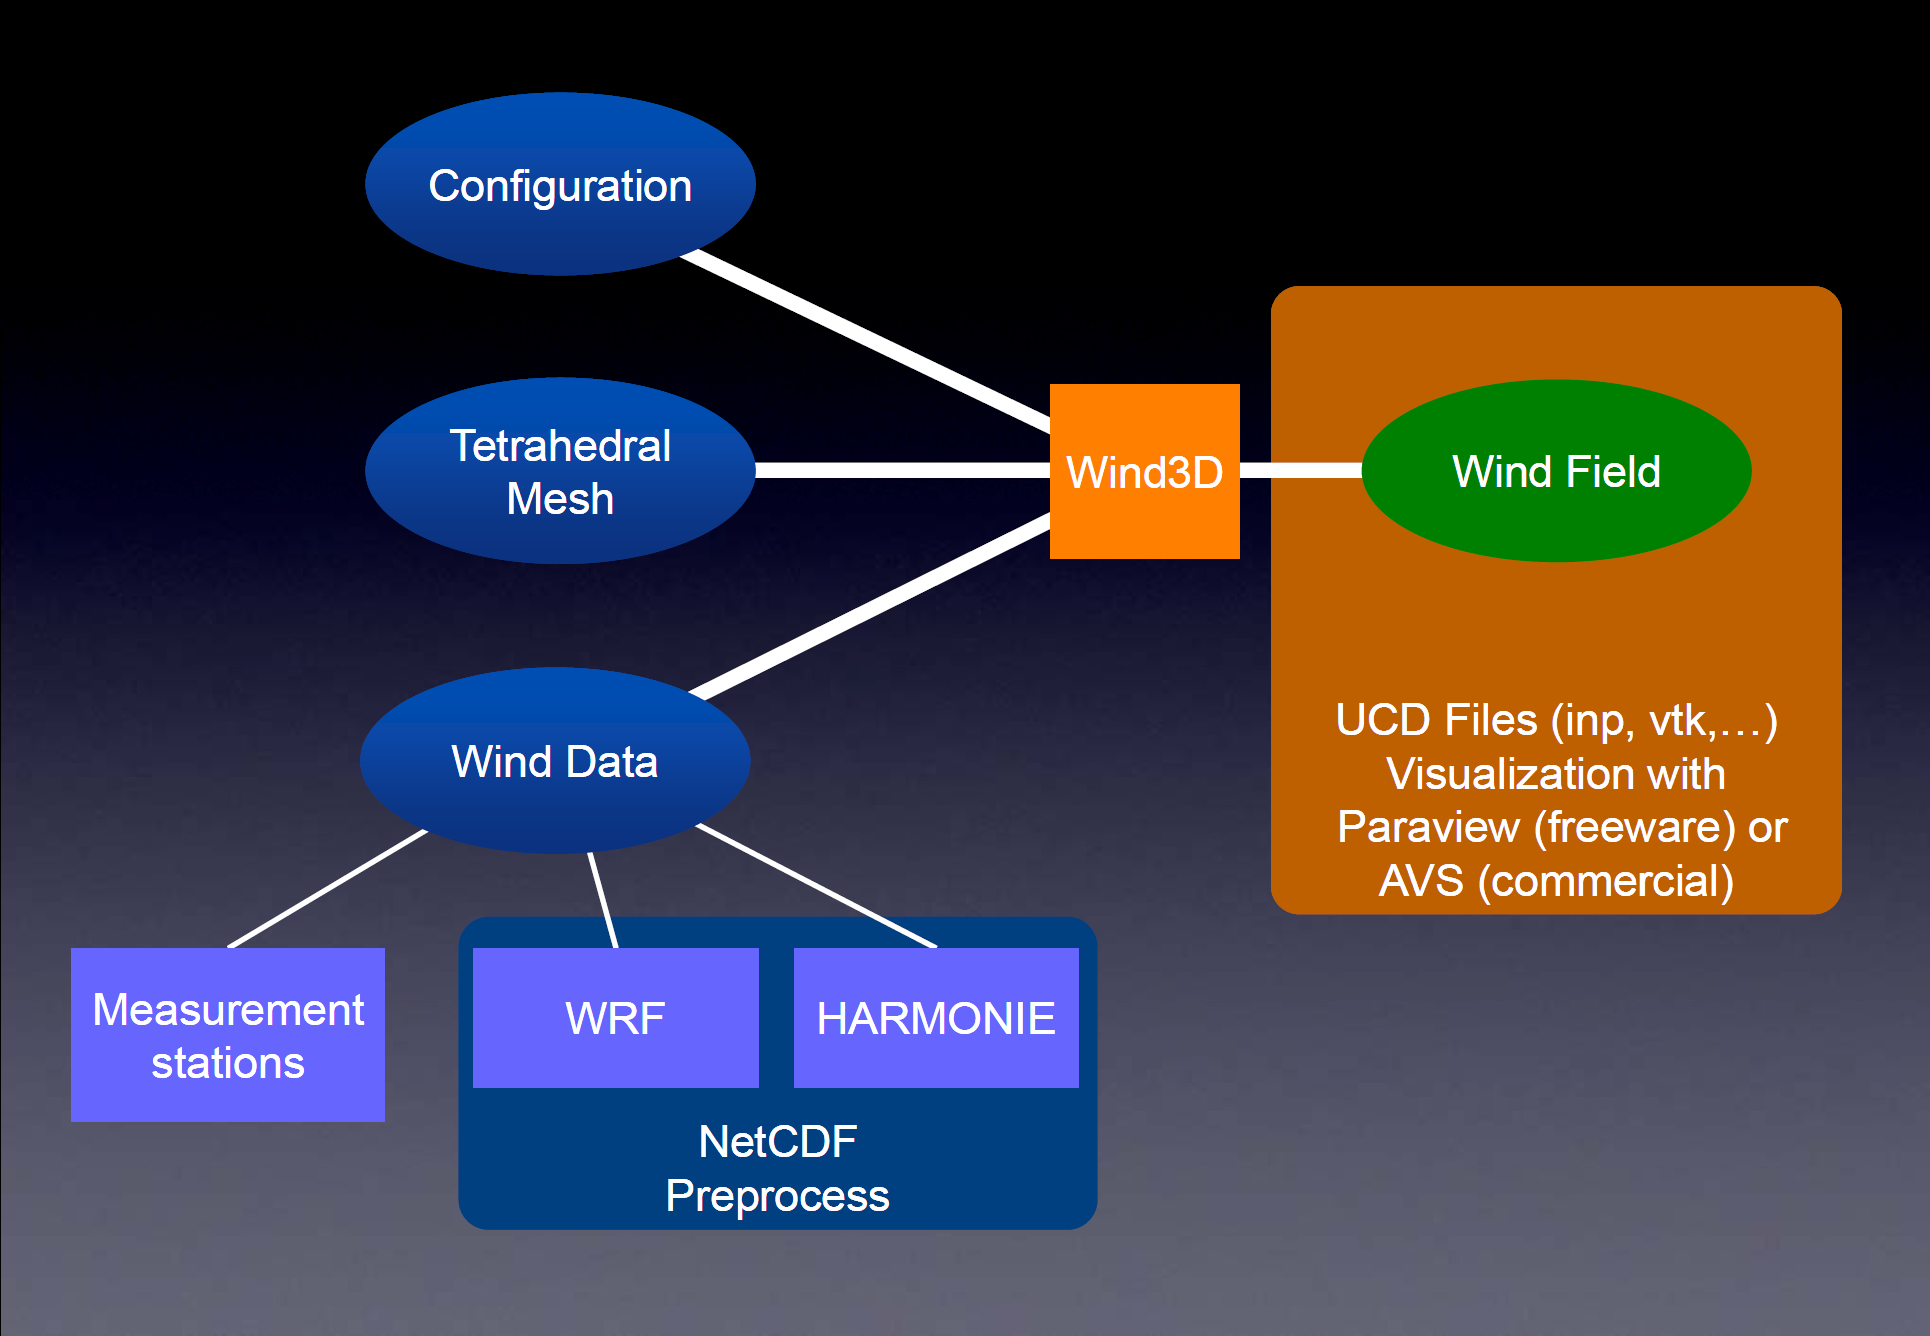 Configuration
Tetrahedral
Mesh
Wind3D
Wind Field
Wind Data
UCD Files (inp, vtk,...)
Visualization with
Paraview (freeware) or
AVS (commercial)
Measurement
stations
WRF
HARMONIE
NetCDF
Preprocess